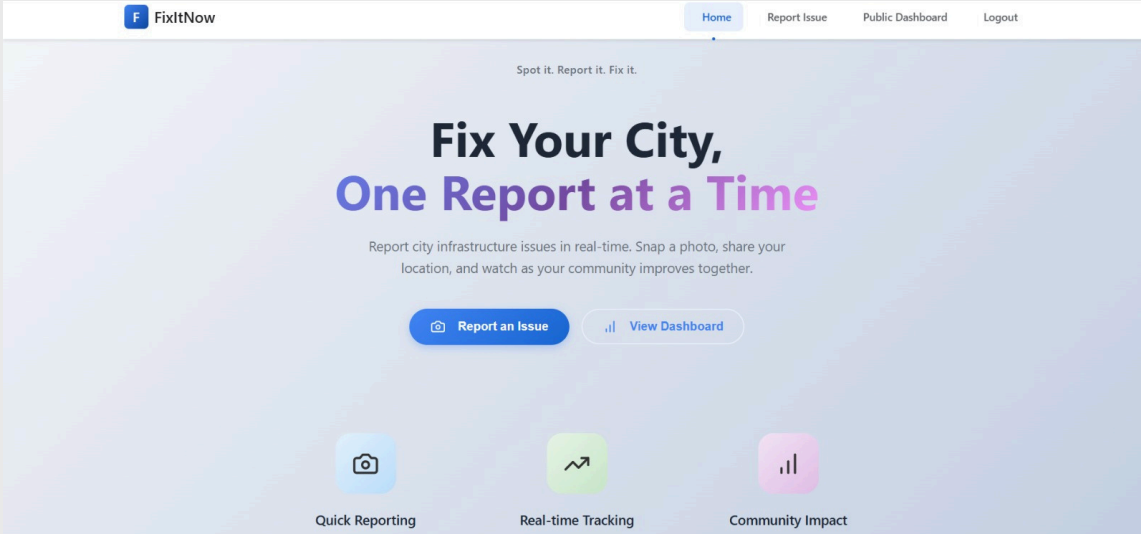 F FixItNow
Home Report Issue Public Dashboard Logout
Spot it. Report it. Fix it.
Fix Your City,
One Report at a Time
Report city infrastructure issues in real-time. Snap a photo, share your
location, and watch as your community improves together.
Report an Issue View Dashboard
Quick Reporting Real-time Tracking Community Impact